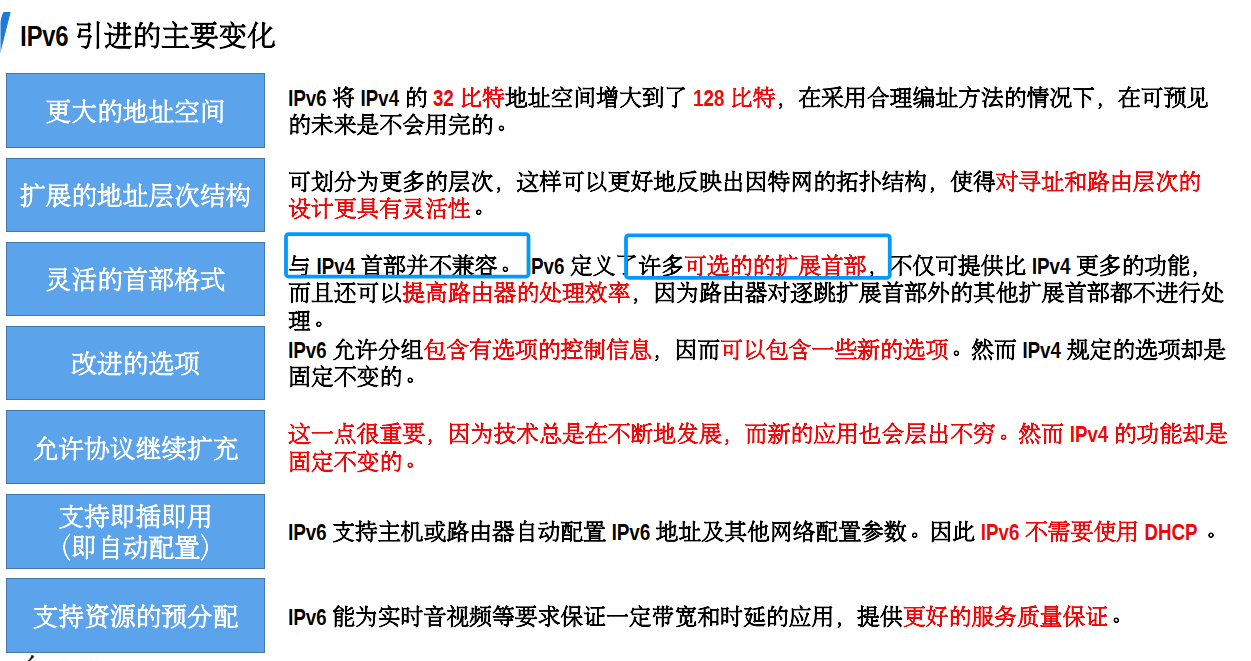 IPv6 引进的主要变化
更大的地址空间
IPv6 将 IPv4 的 32 比特地址空间增大到了 128 比特，在采用合理编址方法的情况下，在可预见
的未来是不会用完的。
扩展的地址层次结构
可划分为更多的层次，这样可以更好地反映出因特网的拓扑结构，使得对寻址和路由层次的
设计更具有灵活性。
灵活的首部格式
与 IPv4 首部并不兼容。 Pv6 定义了许多可选的的扩展首部，不仅可提供比 IPv4 更多的功能，
而且还可以提高路由器的处理效率，因为路由器对逐跳扩展首部外的其他扩展首部都不进行处
理。
改进的选项
IPv6 允许分组包含有选项的控制信息，因而可以包含一些新的选项。然而 IPv4 规定的选项却是
固定不变的。
允许协议继续扩充
这一点很重要，因为技术总是在不断地发展，而新的应用也会层出不穷。然而 IPv4 的功能却是
固定不变的。
支持即插即用
（即自动配置）
IPv6 支持主机或路由器自动配置 IPv6 地址及其他网络配置参数。因此 IPv6 不需要使用 DHCP 。
支持资源的预分配
IPv6 能为实时音视频等要求保证一定带宽和时延的应用，提供更好的服务质量保证。